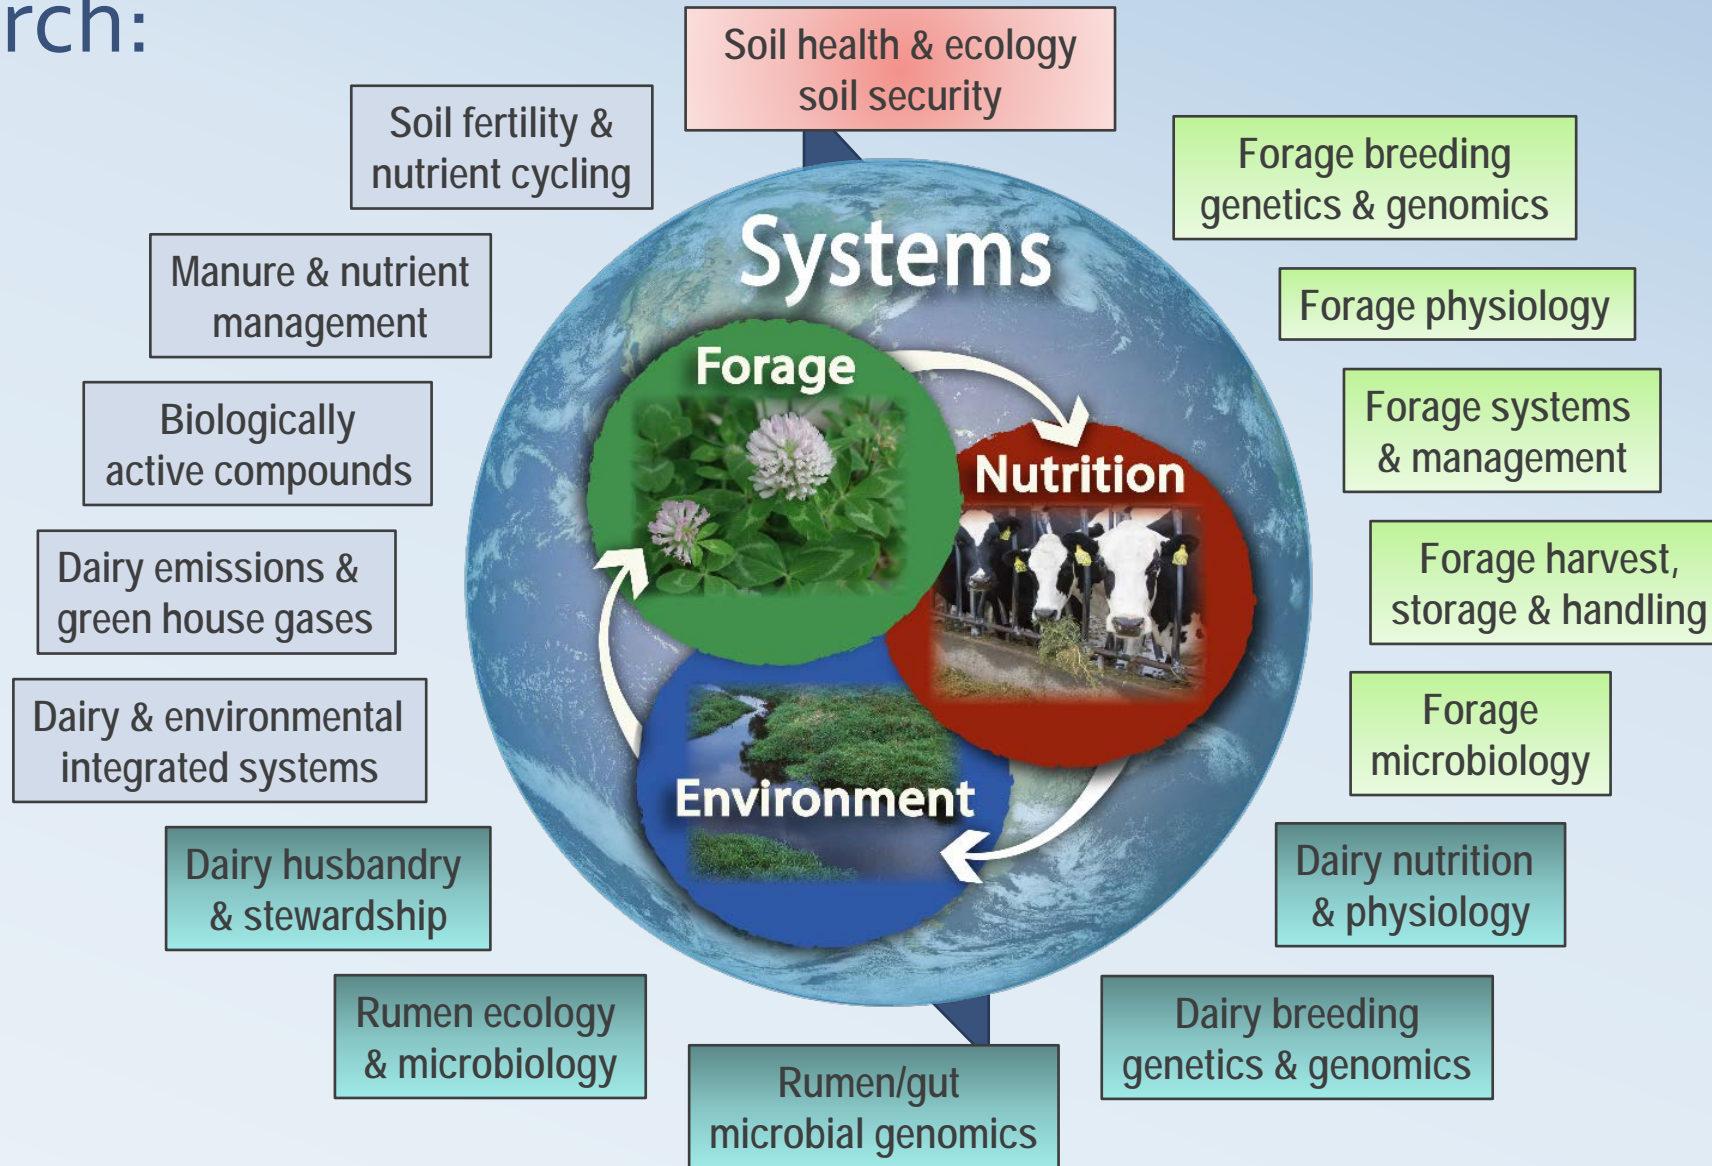 rch:
Soil health & ecology
soil security
Soil fertility &
nutrient cycling
Manure & nutrient
management
Biologically
active compounds
Dairy emissions &
green house gases
Dairy & environmental
integrated systems
Dairy husbandry
& stewardship
Rumen ecology
& microbiology
Rumen/gut
microbial genomics
Dairy breeding
genetics & genomics
Dairy nutrition
& physiology
Forage
microbiology
Forage harvest,
storage & handling
Forage systems
& management
Forage physiology
Forage breeding
genetics & genomics
Systems
Forage
Nutrition
Environment